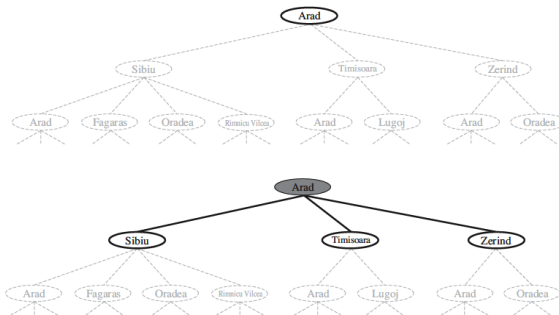 Arad
Sibiu Timisoara Zerind
Arad Fagaras Oradea Rimnicu Vilcea Arad Lugoj Arad Oradea
Arad
Sibiu Timisoara Zerind
Arad Fagaras Oradea Rimnicu Vilcea Arad Lugoj Arad Oradea